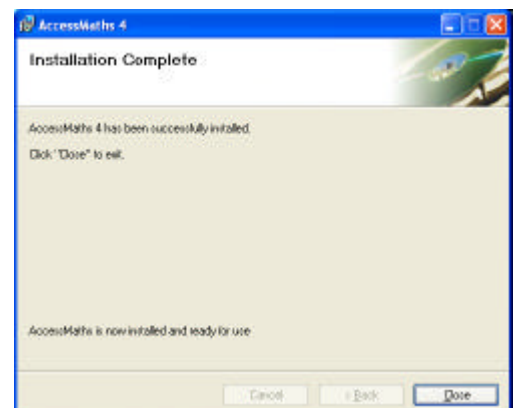 AccessMaths 4
Installation Complete
AccessMaths 4 has been successfully installed.
Click "Close" to exit.
AccessMaths is now installed and ready for use
Cancel
< Back
Close